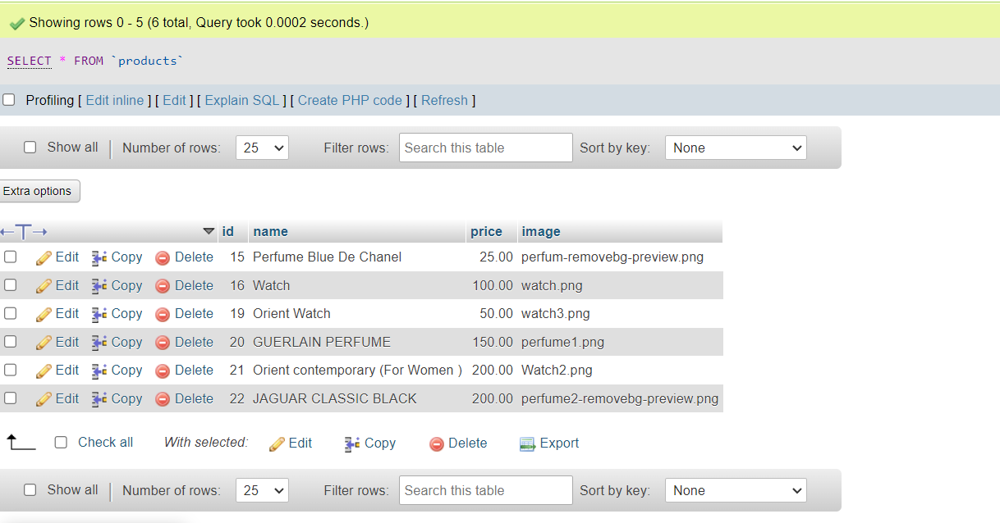 Showing rows 0 - 5 (6 total, Query took 0.0002 seconds.)
SELECT * FROM `products`
Profiling [ Edit inline ] [ Edit ] [ Explain SQL ] [ Create PHP code ] [ Refresh ]
Show all Number of rows: 25 Filter rows: Search this table Sort by key: None
Extra options
←T→ id name price image
Edit Copy Delete 15 Perfume Blue De Chanel 25.00 perfum-removebg-preview.png
Edit Copy Delete 16 Watch 100.00 watch.png
Edit Copy Delete 19 Orient Watch 50.00 watch3.png
Edit Copy Delete 20 GUERLAIN PERFUME 150.00 perfume1.png
Edit Copy Delete 21 Orient contemporary (For Women ) 200.00 Watch2.png
Edit Copy Delete 22 JAGUAR CLASSIC BLACK 200.00 perfume2-removebg-preview.png
Check all With selected: Edit Copy Delete Export
Show all Number of rows: 25 Filter rows: Search this table Sort by key: None